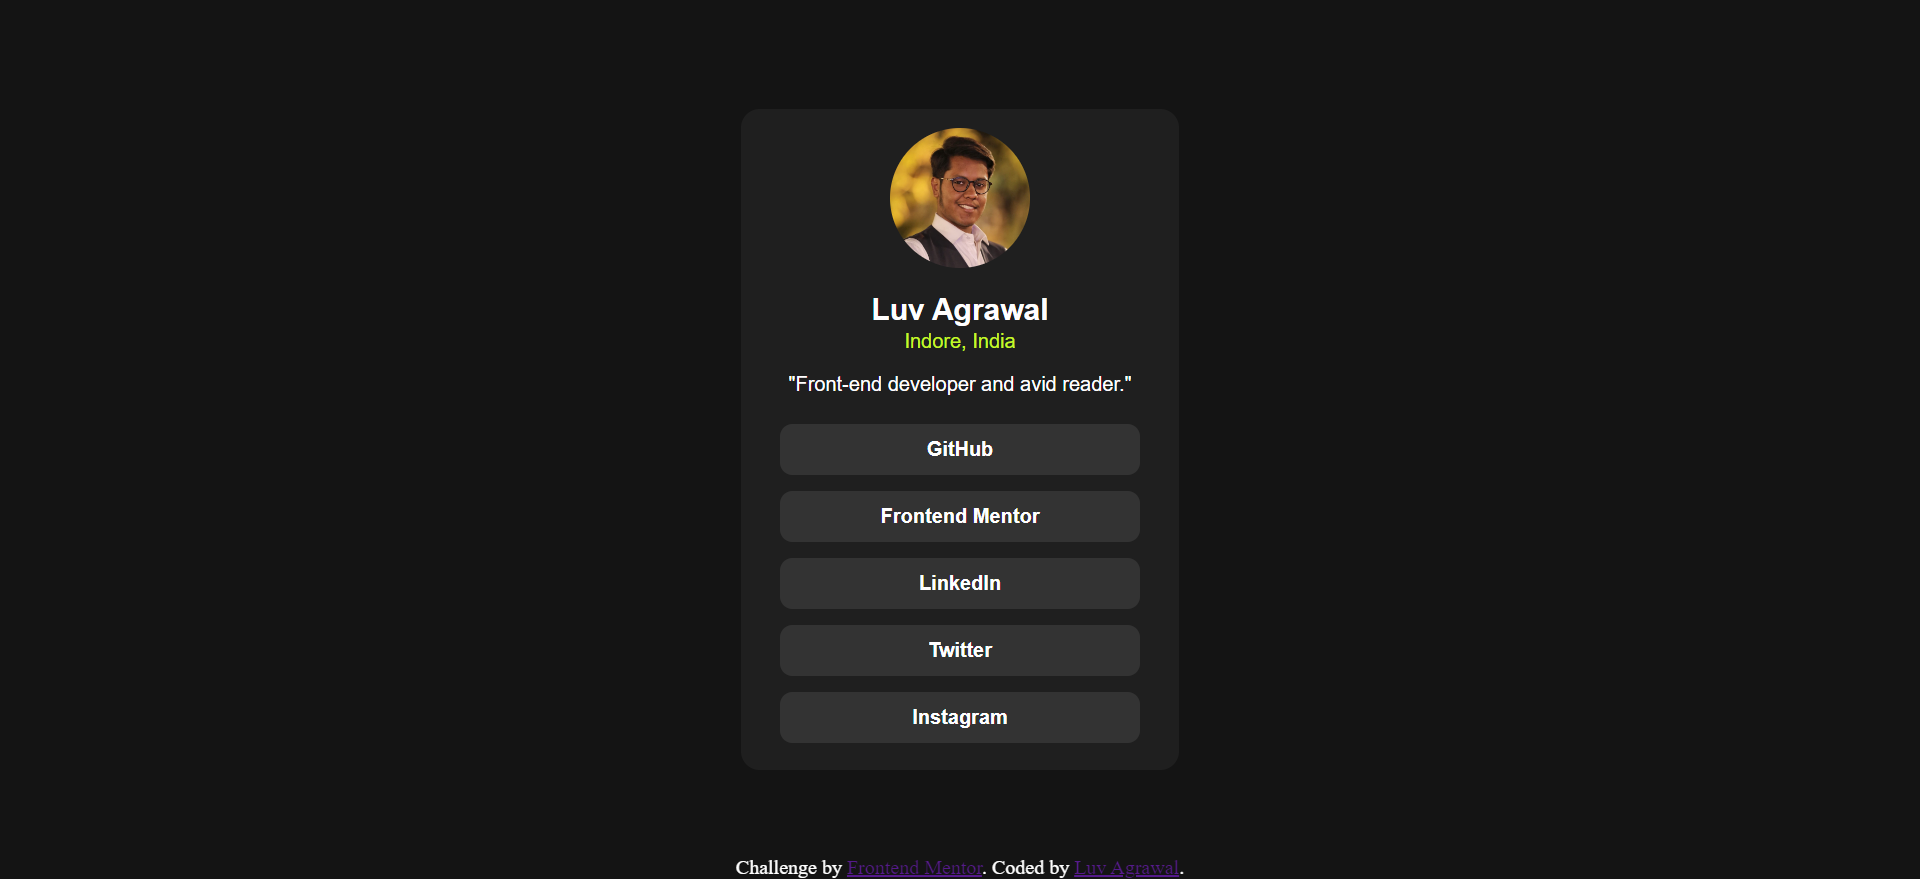 Luv Agrawal
Indore, India
"Front-end developer and avid reader."
GitHub
Frontend Mentor
LinkedIn
Twitter
Instagram
Challenge by Frontend Mentor. Coded by Luv Agrawal.